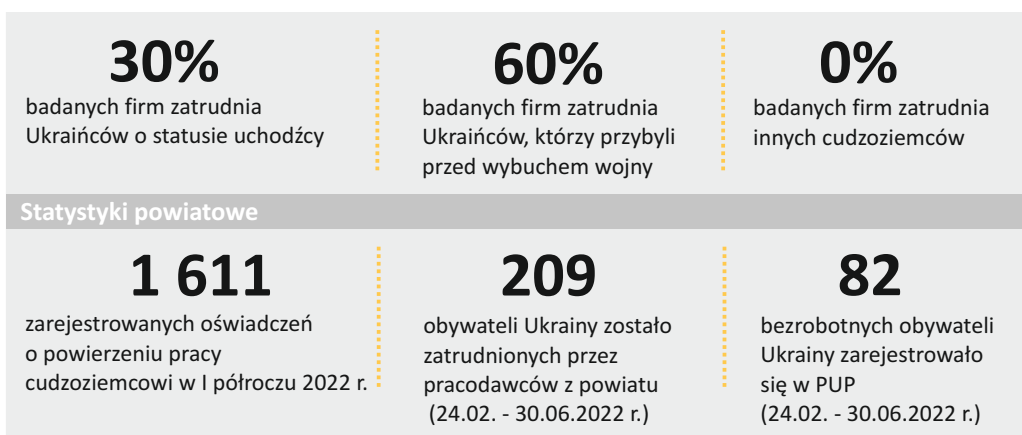 30%
badanych firm zatrudnia
Ukraińców o statusie uchodźcy
60%
badanych firm zatrudnia
Ukraińców, którzy przybyli
przed wybuchem wojny
0%
badanych firm zatrudnia
innych cudzoziemców
Statystyki powiatowe
1 611
zarejestrowanych oświadczeń
o powierzeniu pracy
cudzoziemcowi w I półroczu 2022 r.
209
obywateli Ukrainy zostało
zatrudnionych przez
pracodawców z powiatu
(24.02. - 30.06.2022 r.)
82
bezrobotnych obywateli
Ukrainy zarejestrowało
się w PUP
(24.02. - 30.06.2022 r.)